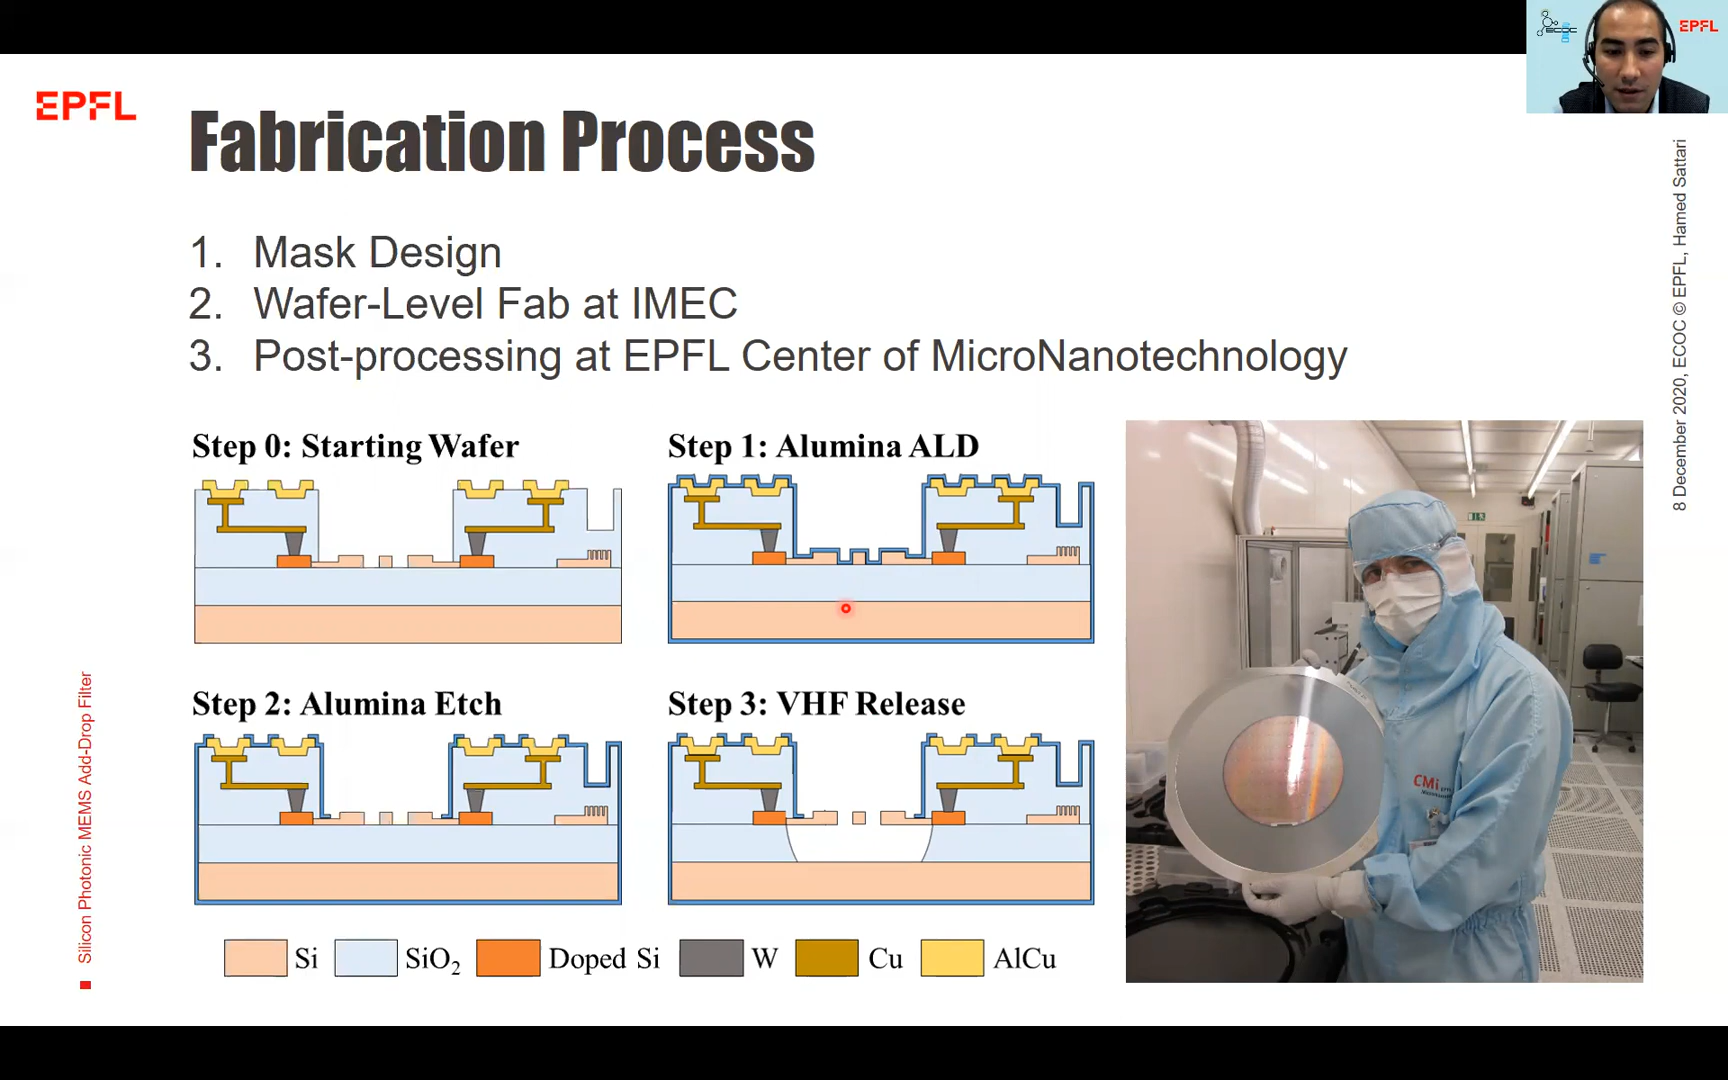 ECOC
EPFL
EPFL
Fabrication Process
1. Mask Design
2. Wafer-Level Fab at IMEC
3. Post-processing at EPFL Center of MicroNanotechnology
Step 0: Starting Wafer
Step 1: Alumina ALD
Step 2: Alumina Etch
Step 3: VHF Release
Si
SiO₂
Doped Si
W
Cu
AlCu
CMi
8 December 2020, ECOC © EPFL, Hamed Sattari
Silicon Photonic MEMS Add-Drop Filter